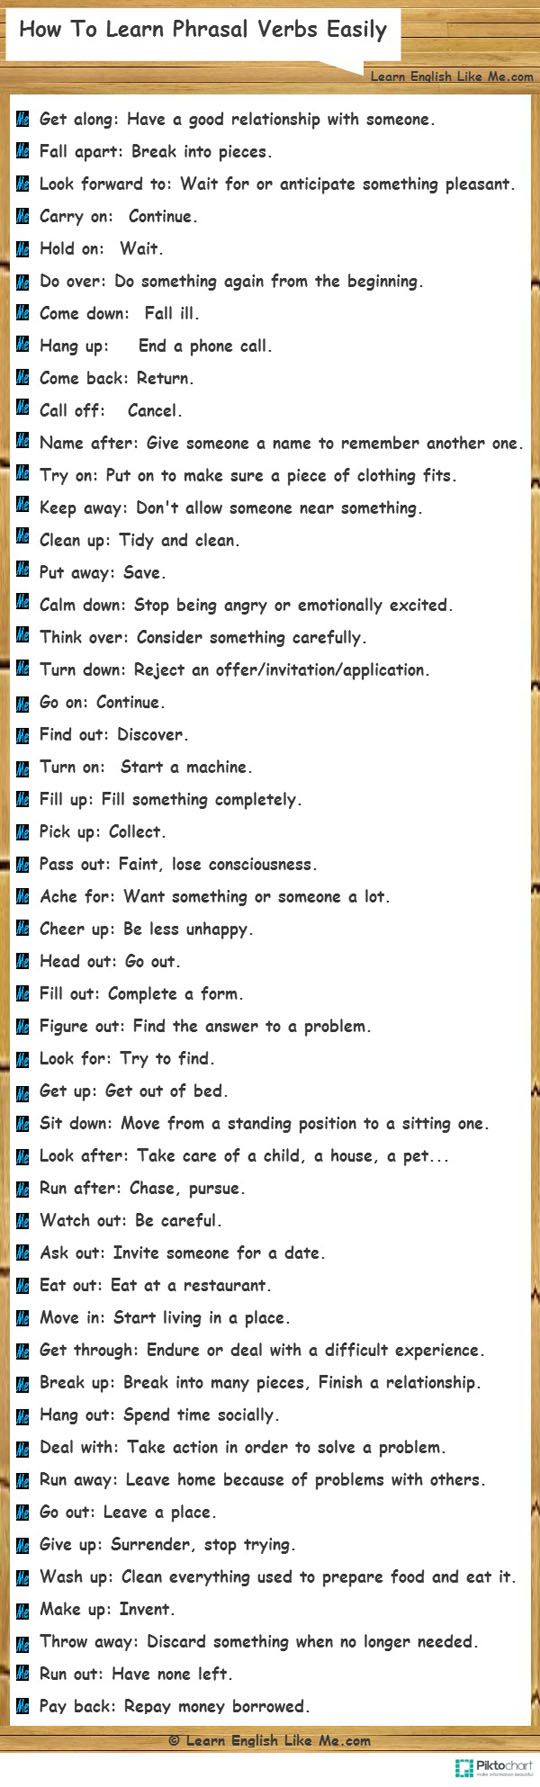 How To Learn Phrasal Verbs Easily
Learn English Like Me.com
Me Get along: Have a good relationship with someone.
Me Fall apart: Break into pieces.
Me Look forward to: Wait for or anticipate something pleasant.
Me Carry on: Continue.
Me Hold on: Wait.
Me Do over: Do something again from the beginning.
Me Come down: Fall ill.
Me Hang up: End a phone call.
Me Come back: Return.
Me Call off: Cancel.
Me Name after: Give someone a name to remember another one.
Me Try on: Put on to make sure a piece of clothing fits.
Me Keep away: Don't allow someone near something.
Me Clean up: Tidy and clean.
Me Put away: Save.
Me Calm down: Stop being angry or emotionally excited.
Me Think over: Consider something carefully.
Me Turn down: Reject an offer/invitation/application.
Me Go on: Continue.
Me Find out: Discover.
Me Turn on: Start a machine.
Me Fill up: Fill something completely.
Me Pick up: Collect.
Me Pass out: Faint, lose consciousness.
Me Ache for: Want something or someone a lot.
Me Cheer up: Be less unhappy.
Me Head out: Go out.
Me Fill out: Complete a form.
Me Figure out: Find the answer to a problem.
Me Look for: Try to find.
Me Get up: Get out of bed.
Me Sit down: Move from a standing position to a sitting one.
Me Look after: Take care of a child, a house, a pet...
Me Run after: Chase, pursue.
Me Watch out: Be careful.
Me Ask out: Invite someone for a date.
Me Eat out: Eat at a restaurant.
Me Move in: Start living in a place.
Me Get through: Endure or deal with a difficult experience.
Me Break up: Break into many pieces, Finish a relationship.
Me Hang out: Spend time socially.
Me Deal with: Take action in order to solve a problem.
Me Run away: Leave home because of problems with others.
Me Go out: Leave a place.
Me Give up: Surrender, stop trying.
Me Wash up: Clean everything used to prepare food and eat it.
Me Make up: Invent.
Me Throw away: Discard something when no longer needed.
Me Run out: Have none left.
Me Pay back: Repay money borrowed.
© Learn English Like Me.com
Piktochart
make information beautiful